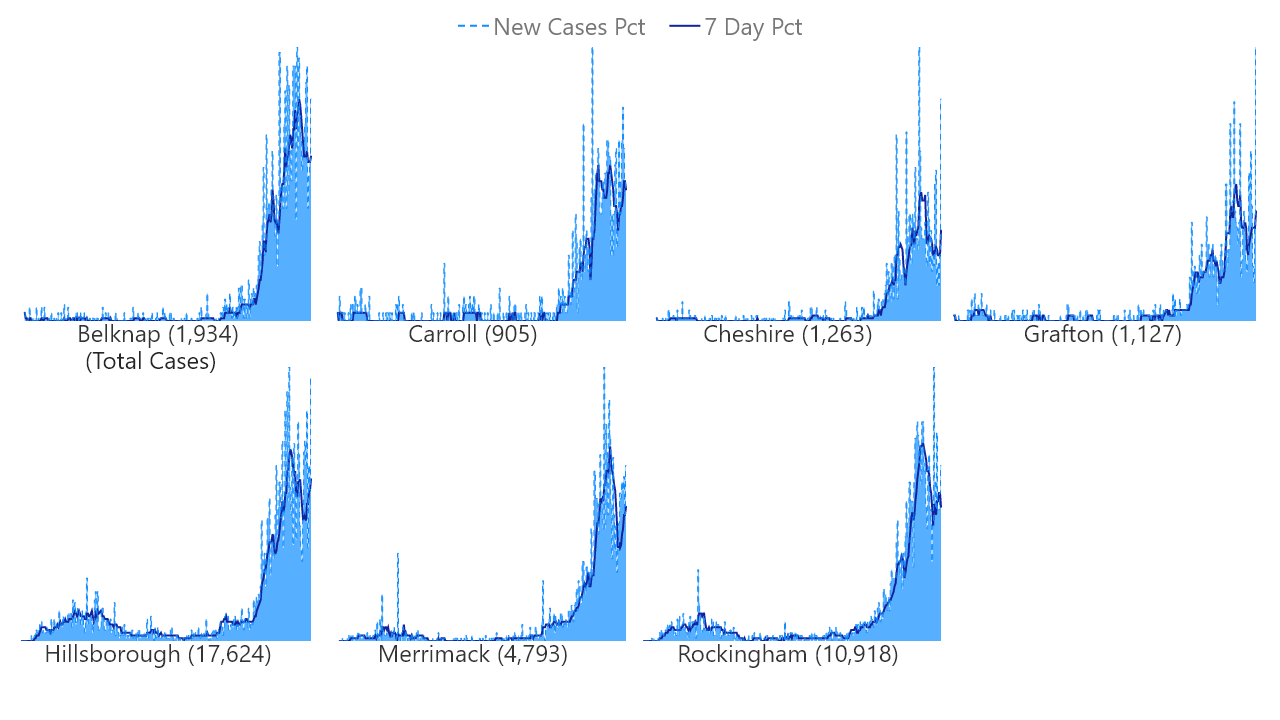 New Cases Pct 7 Day Pct
Belknap (1,934) Carroll (905) Cheshire (1,263) Grafton (1,127)
(Total Cases)
Hillsborough (17,624) Merrimack (4,793) Rockingham (10,918)